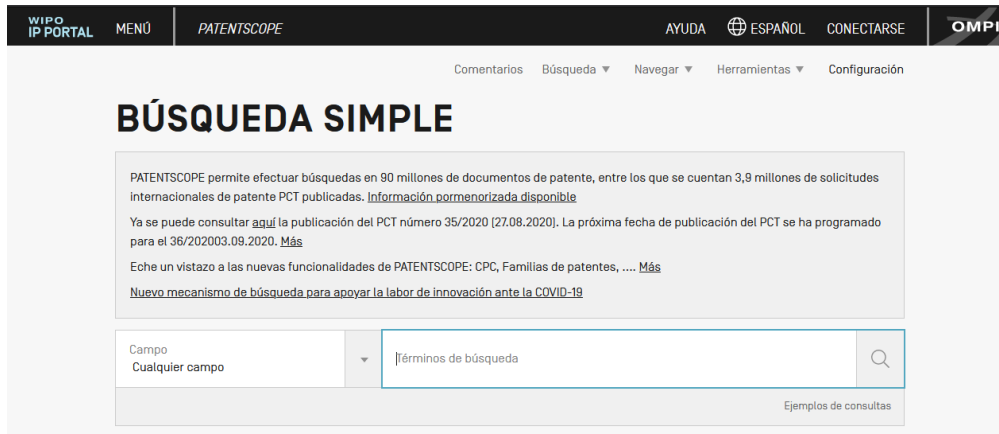 WIPO
IP PORTAL MENÚ PATENTSCOPE AYUDA ESPAÑOL CONECTARSE OMPI
Comentarios Búsqueda Navegar Herramientas Configuración
BÚSQUEDA SIMPLE
PATENTSCOPE permite efectuar búsquedas en 90 millones de documentos de patente, entre los que se cuentan 3,9 millones de solicitudes
internacionales de patente PCT publicadas. Información pormenorizada disponible
Ya se puede consultar aquí la publicación del PCT número 35/2020 [27.08.2020]. La próxima fecha de publicación del PCT se ha programado
para el 36/202003.09.2020. Más
Eche un vistazo a las nuevas funcionalidades de PATENTSCOPE: CPC, Familias de patentes, .... Más
Nuevo mecanismo de búsqueda para apoyar la labor de innovación ante la COVID-19
Campo
Cualquier campo
Términos de búsqueda
Ejemplos de consultas